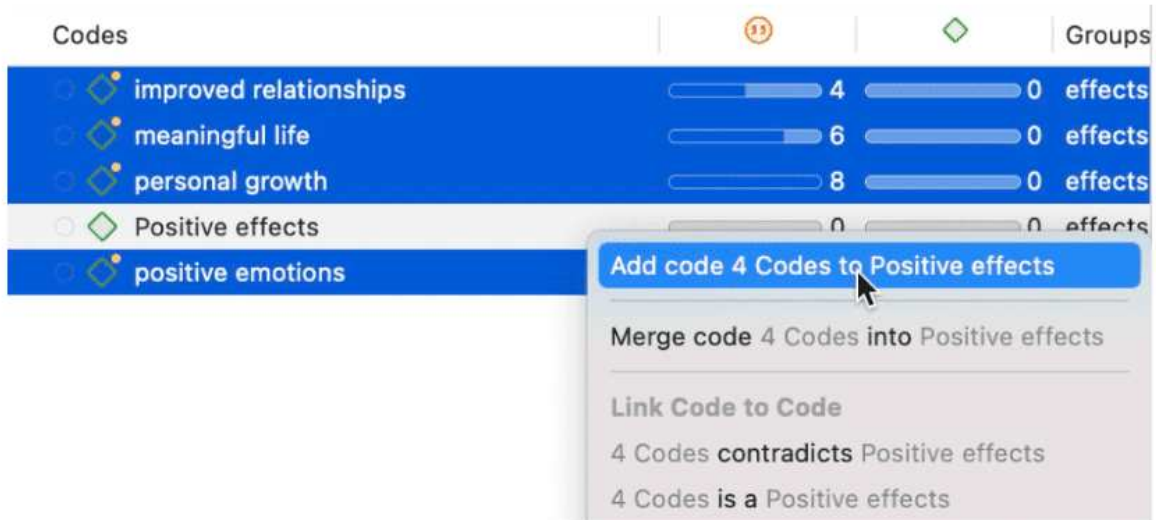 Codes Groups
improved relationships 4 0 effects
meaningful life 6 0 effects
personal growth 8 0 effects
Positive effects 0 0 effects
positive emotions
Add code 4 Codes to Positive effects
Merge code 4 Codes into Positive effects
Link Code to Code
4 Codes contradicts Positive effects
4 Codes is a Positive effects